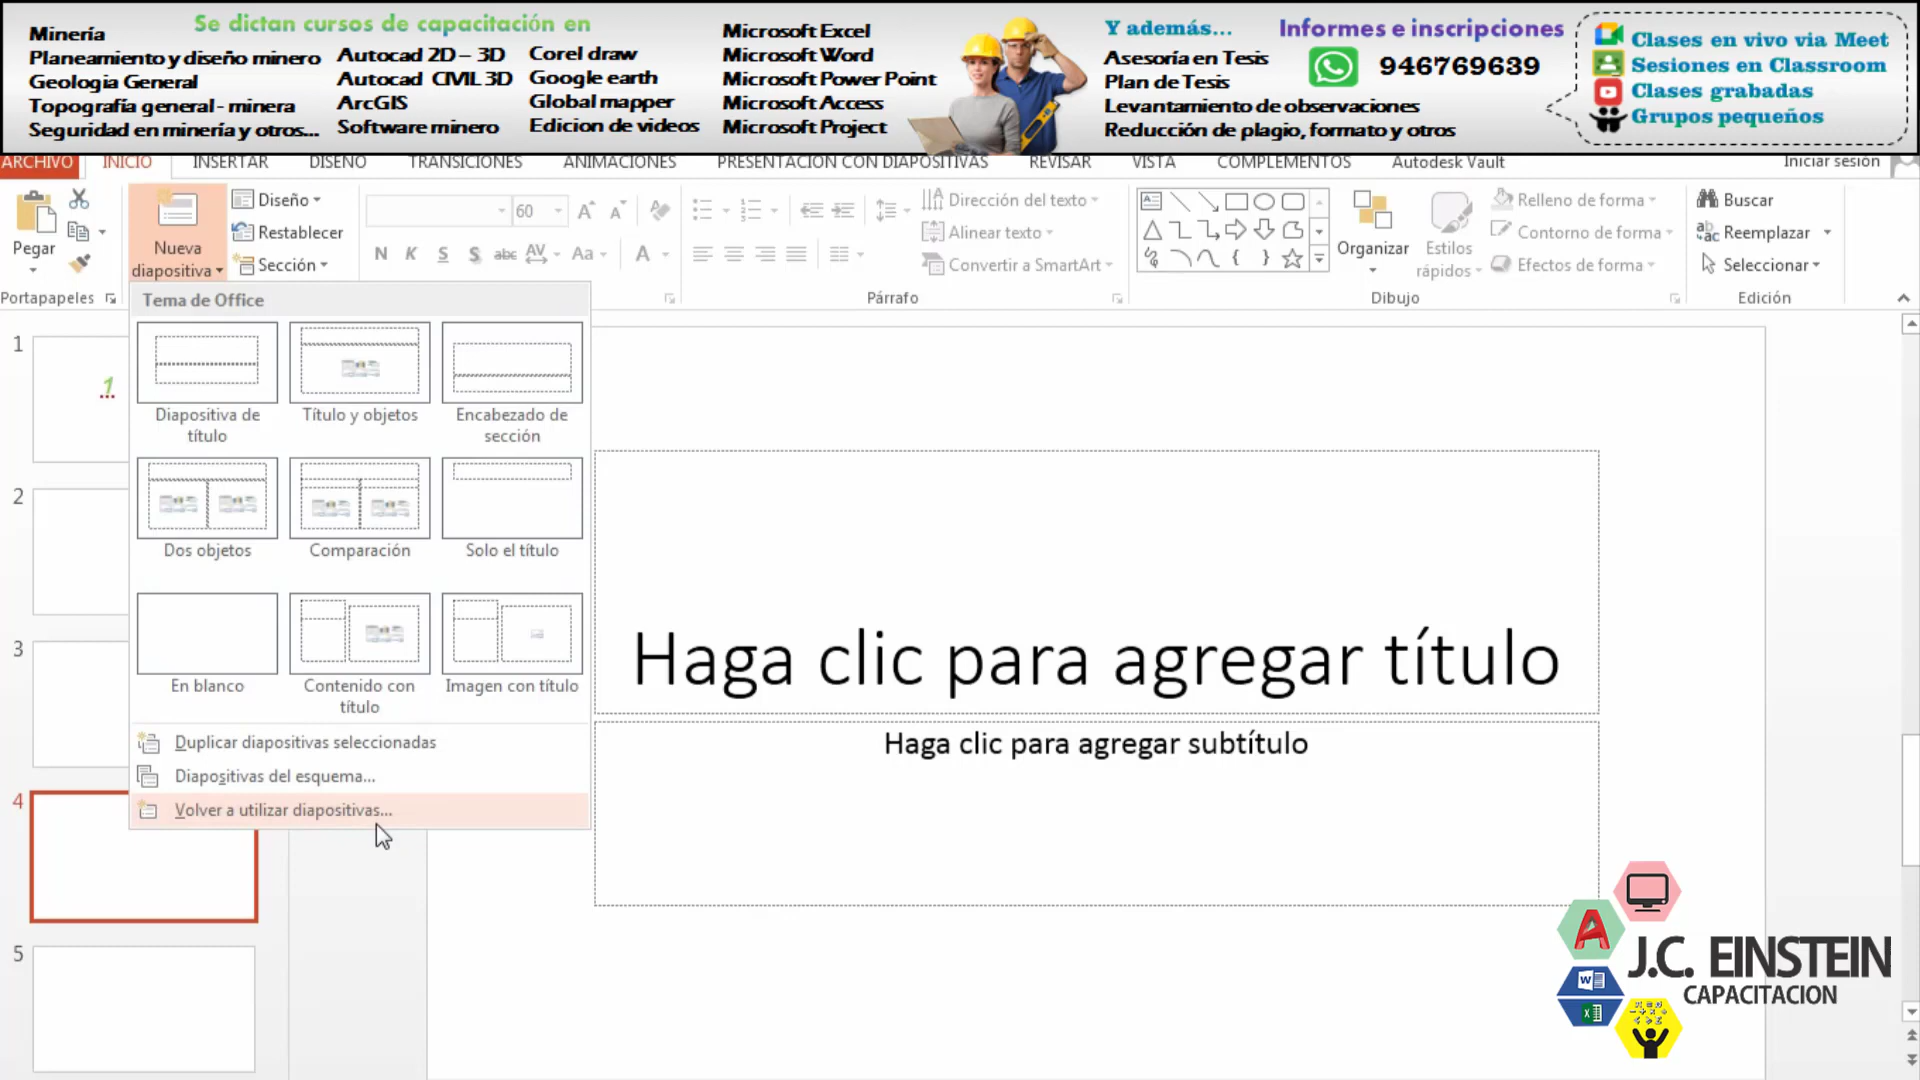 Se dictan cursos de capacitación en
Minería
Planeamiento y diseño minero
Geologia General
Topografía general - minera
Seguridad en minería y otros...
Autocad 2D – 3D
Autocad CIVIL 3D
ArcGIS
Software minero
Corel draw
Google earth
Global mapper
Edicion de videos
Microsoft Excel
Microsoft Word
Microsoft Power Point
Microsoft Access
Microsoft Project
Y además...
Asesoría en Tesis
Plan de Tesis
Levantamiento de observaciones
Reducción de plagio, formato y otros
Informes e inscripciones
946769639
Clases en vivo via Meet
Sesiones en Classroom
Clases grabadas
Grupos pequeños
ARCHIVO INICIO INSERTAR DISEÑO TRANSICIONES ANIMACIONES PRESENTACIÓN CON DIAPOSITIVAS REVISAR VISTA COMPLEMENTOS Autodesk Vault Iniciar sesión
Pegar
Portapapeles
Nueva
diapositiva
Diseño
Restablecer
Sección
60
N K S S abc AV Aa A
Dirección del texto
Alinear texto
Convertir a SmartArt
Párrafo
Organizar
Estilos
rápidos
Relleno de forma
Contorno de forma
Efectos de forma
Dibujo
Buscar
Reemplazar
Seleccionar
Edición
Tema de Office
Diapositiva de
título
Título y objetos
Encabezado de
sección
Dos objetos
Comparación
Solo el título
En blanco
Contenido con
título
Imagen con título
Duplicar diapositivas seleccionadas
Diapositivas del esquema...
Volver a utilizar diapositivas...
1
1
2
3
4
5
Haga clic para agregar título
Haga clic para agregar subtítulo
J.C. EINSTEIN
CAPACITACION